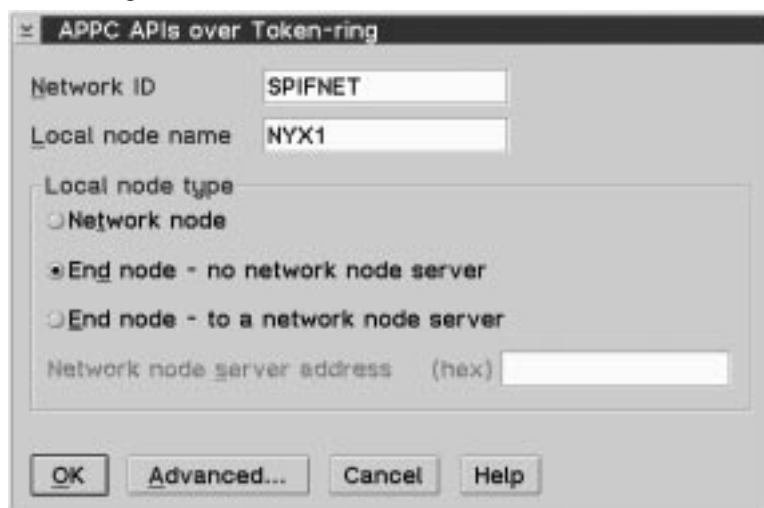 APPC APIs over Token-ring
Network ID SPIFNET
Local node name NYX1
Local node type
Network node
End node - no network node server
End node - to a network node server
Network node server address (hex)
OK Advanced... Cancel Help